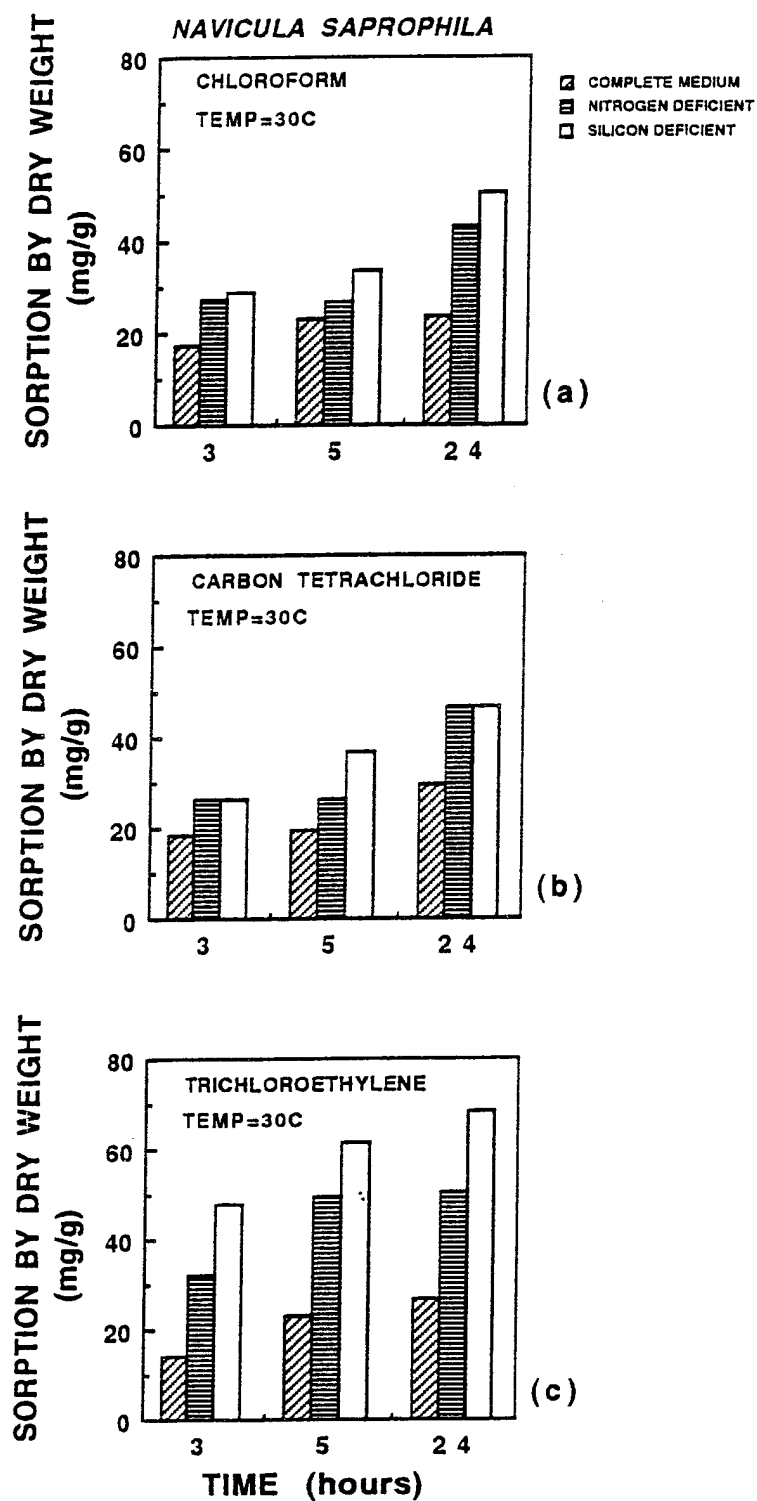 NAVICULA SAPROPHILA
SORPTION BY DRY WEIGHT
(mg/g)
80
60
40
20
0
CHLOROFORM
TEMP=30C
COMPLETE MEDIUM
NITROGEN DEFICIENT
SILICON DEFICIENT
3
5
2 4
(a)
SORPTION BY DRY WEIGHT
(mg/g)
80
60
40
20
0
CARBON TETRACHLORIDE
TEMP=30C
3
5
2 4
(b)
SORPTION BY DRY WEIGHT
(mg/g)
80
60
40
20
0
TRICHLOROETHYLENE
TEMP=30C
3
5
2 4
(c)
TIME (hours)